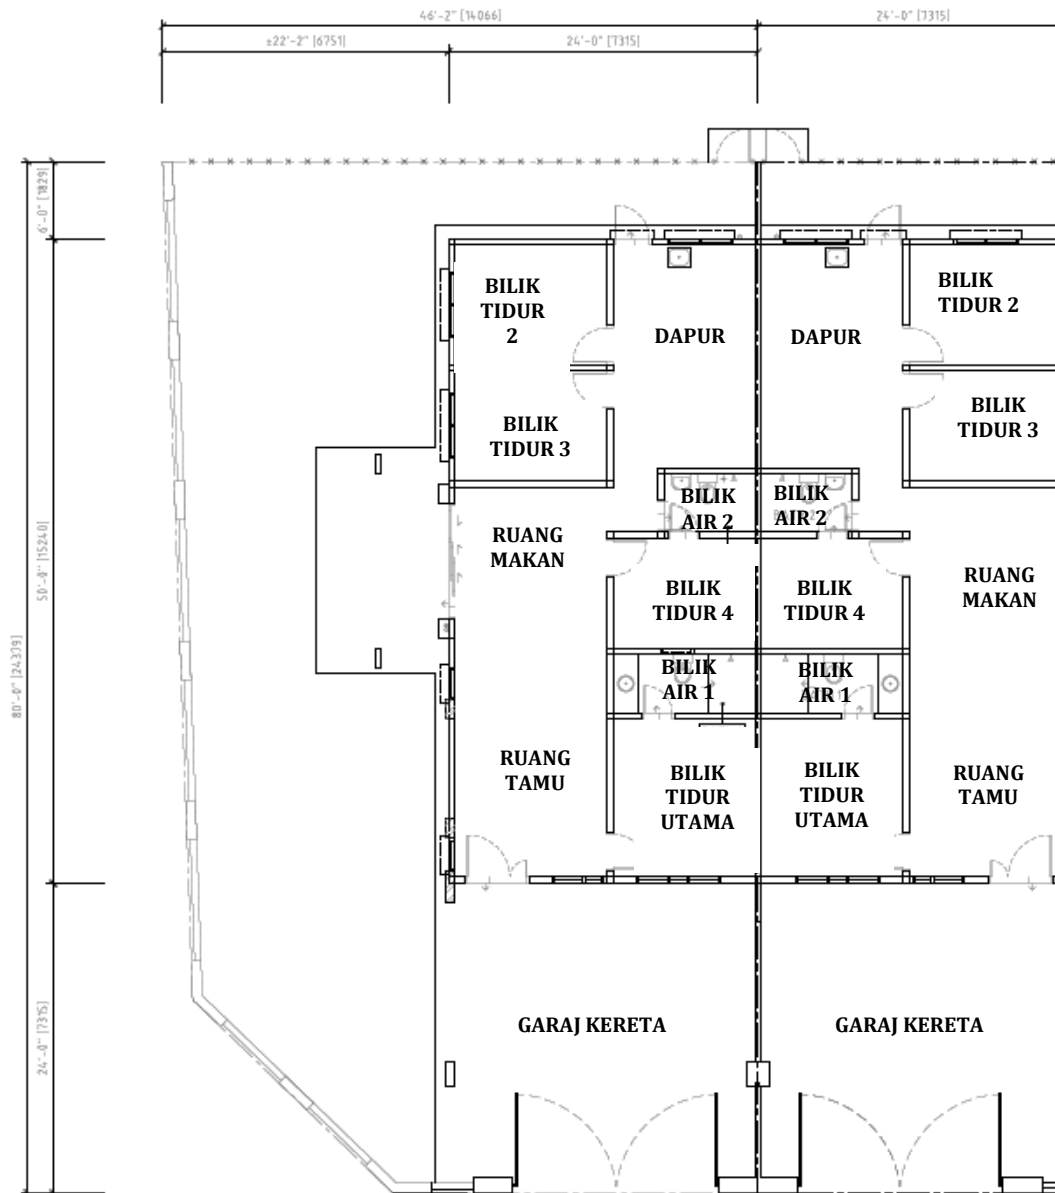 46'-2" [14066]
24'-0" [7315]
±22'-2" [6751]
24'-0" [7315]
6'-0" [1829]
50'-0" [15240]
80'-0" [24379]
24'-0" [7315]
BILIK
TIDUR
2
DAPUR
DAPUR
BILIK
TIDUR 2
BILIK
TIDUR 3
BILIK
TIDUR 3
BILIK
AIR 2
BILIK
AIR 2
RUANG
MAKAN
BILIK
TIDUR 4
BILIK
TIDUR 4
RUANG
MAKAN
BILIK
AIR 1
BILIK
AIR 1
RUANG
TAMU
BILIK
TIDUR
UTAMA
BILIK
TIDUR
UTAMA
RUANG
TAMU
GARAJ KERETA
GARAJ KERETA